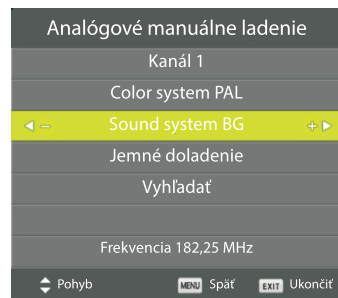 Analógové manuálne ladenie
Kanál 1
Color system PAL
Sound system BG
Jemné doladenie
Vyhľadať
Frekvencia 182,25 MHz
Pohyb MENU Späť EXIT Ukončiť